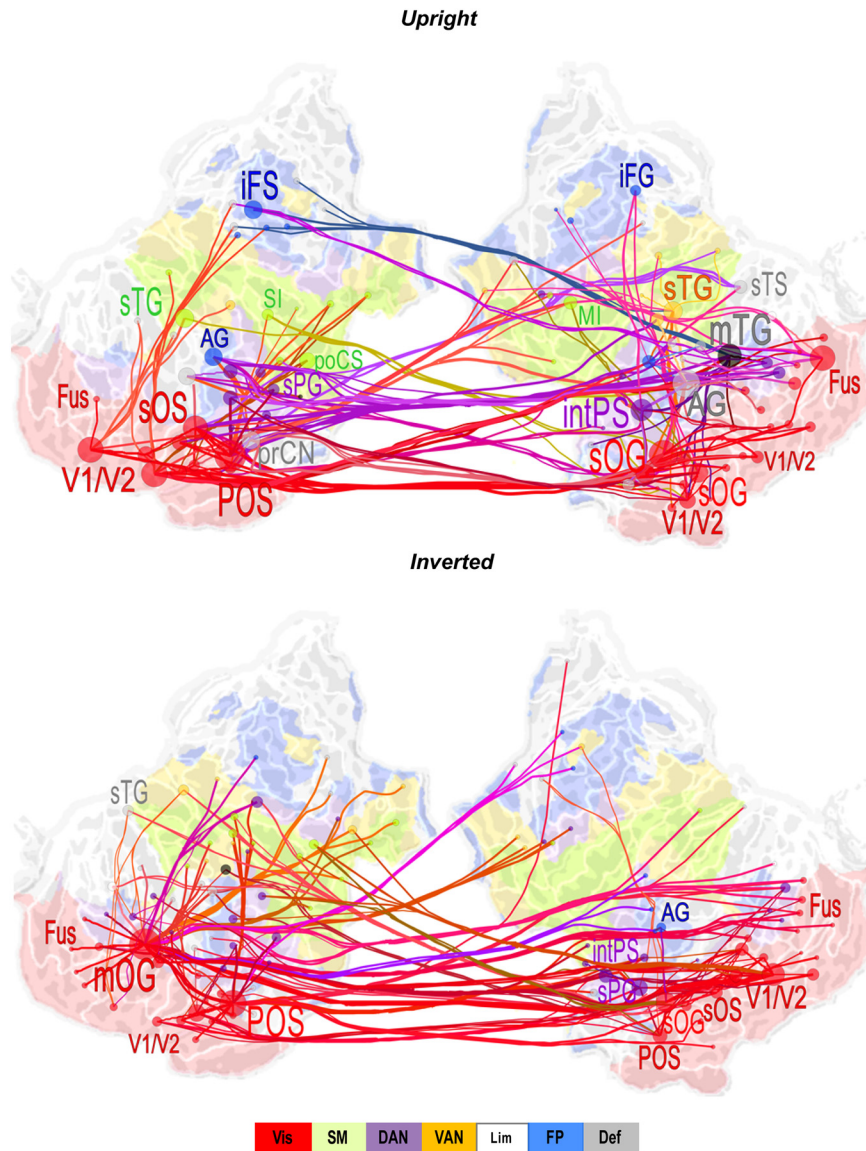 Upright
iFS
iFG
sTG
SI
sTG
sTS
MI
mTG
AG
poCS
sPG
Fus
Fus
sOS
intPS
AG
prCN
sOG
V1/V2
V1/V2
POS
sOG
V1/V2
Inverted
sTG
Fus
AG
Fus
mOG
intPS
sPG
V1/V2
sOS
POS
sOG
V1/V2
POS
Vis SM DAN VAN Lim FP Def